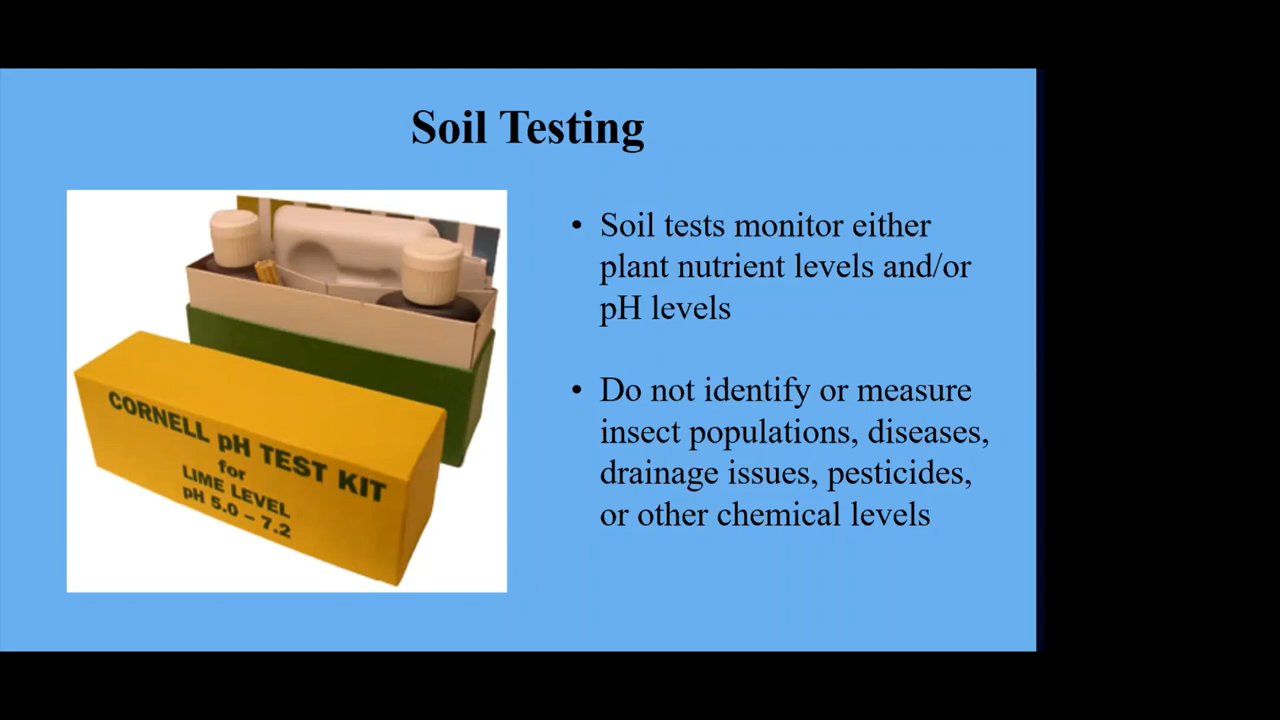 Soil Testing
• Soil tests monitor either
plant nutrient levels and/or
pH levels
• Do not identify or measure
insect populations, diseases,
drainage issues, pesticides,
or other chemical levels
CORNELL pH TEST KIT
for
LIME LEVEL
pH 5.0 – 7.2